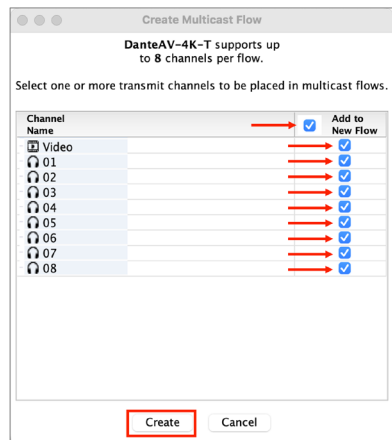 Create Multicast Flow
DanteAV-4K-T supports up
to 8 channels per flow.
Select one or more transmit channels to be placed in multicast flows.
Channel Name
Add to New Flow
Video
01
02
03
04
05
06
07
08
Create
Cancel